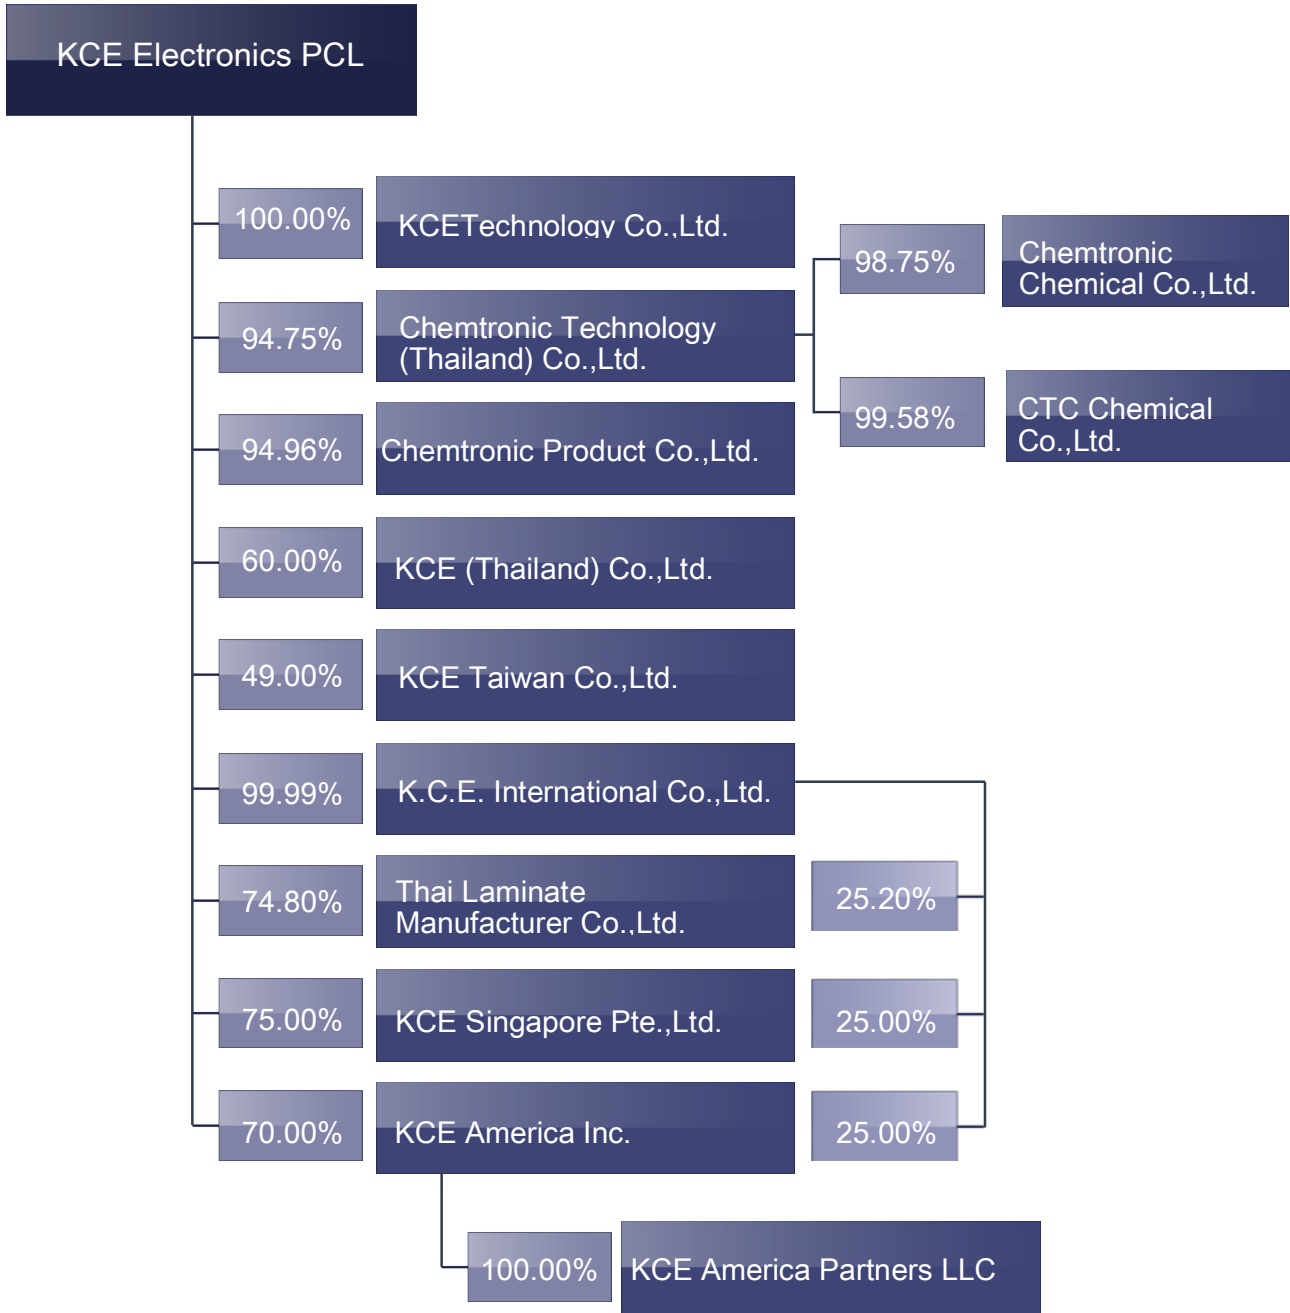 KCE Electronics PCL
100.00%
KCETechnology Co.,Ltd.
98.75%
Chemtronic
Chemical Co.,Ltd.
94.75%
Chemtronic Technology
(Thailand) Co.,Ltd.
99.58%
CTC Chemical
Co.,Ltd.
94.96%
Chemtronic Product Co.,Ltd.
60.00%
KCE (Thailand) Co.,Ltd.
49.00%
KCE Taiwan Co.,Ltd.
99.99%
K.C.E. International Co.,Ltd.
74.80%
Thai Laminate
Manufacturer Co.,Ltd.
25.20%
75.00%
KCE Singapore Pte.,Ltd.
25.00%
70.00%
KCE America Inc.
25.00%
100.00%
KCE America Partners LLC